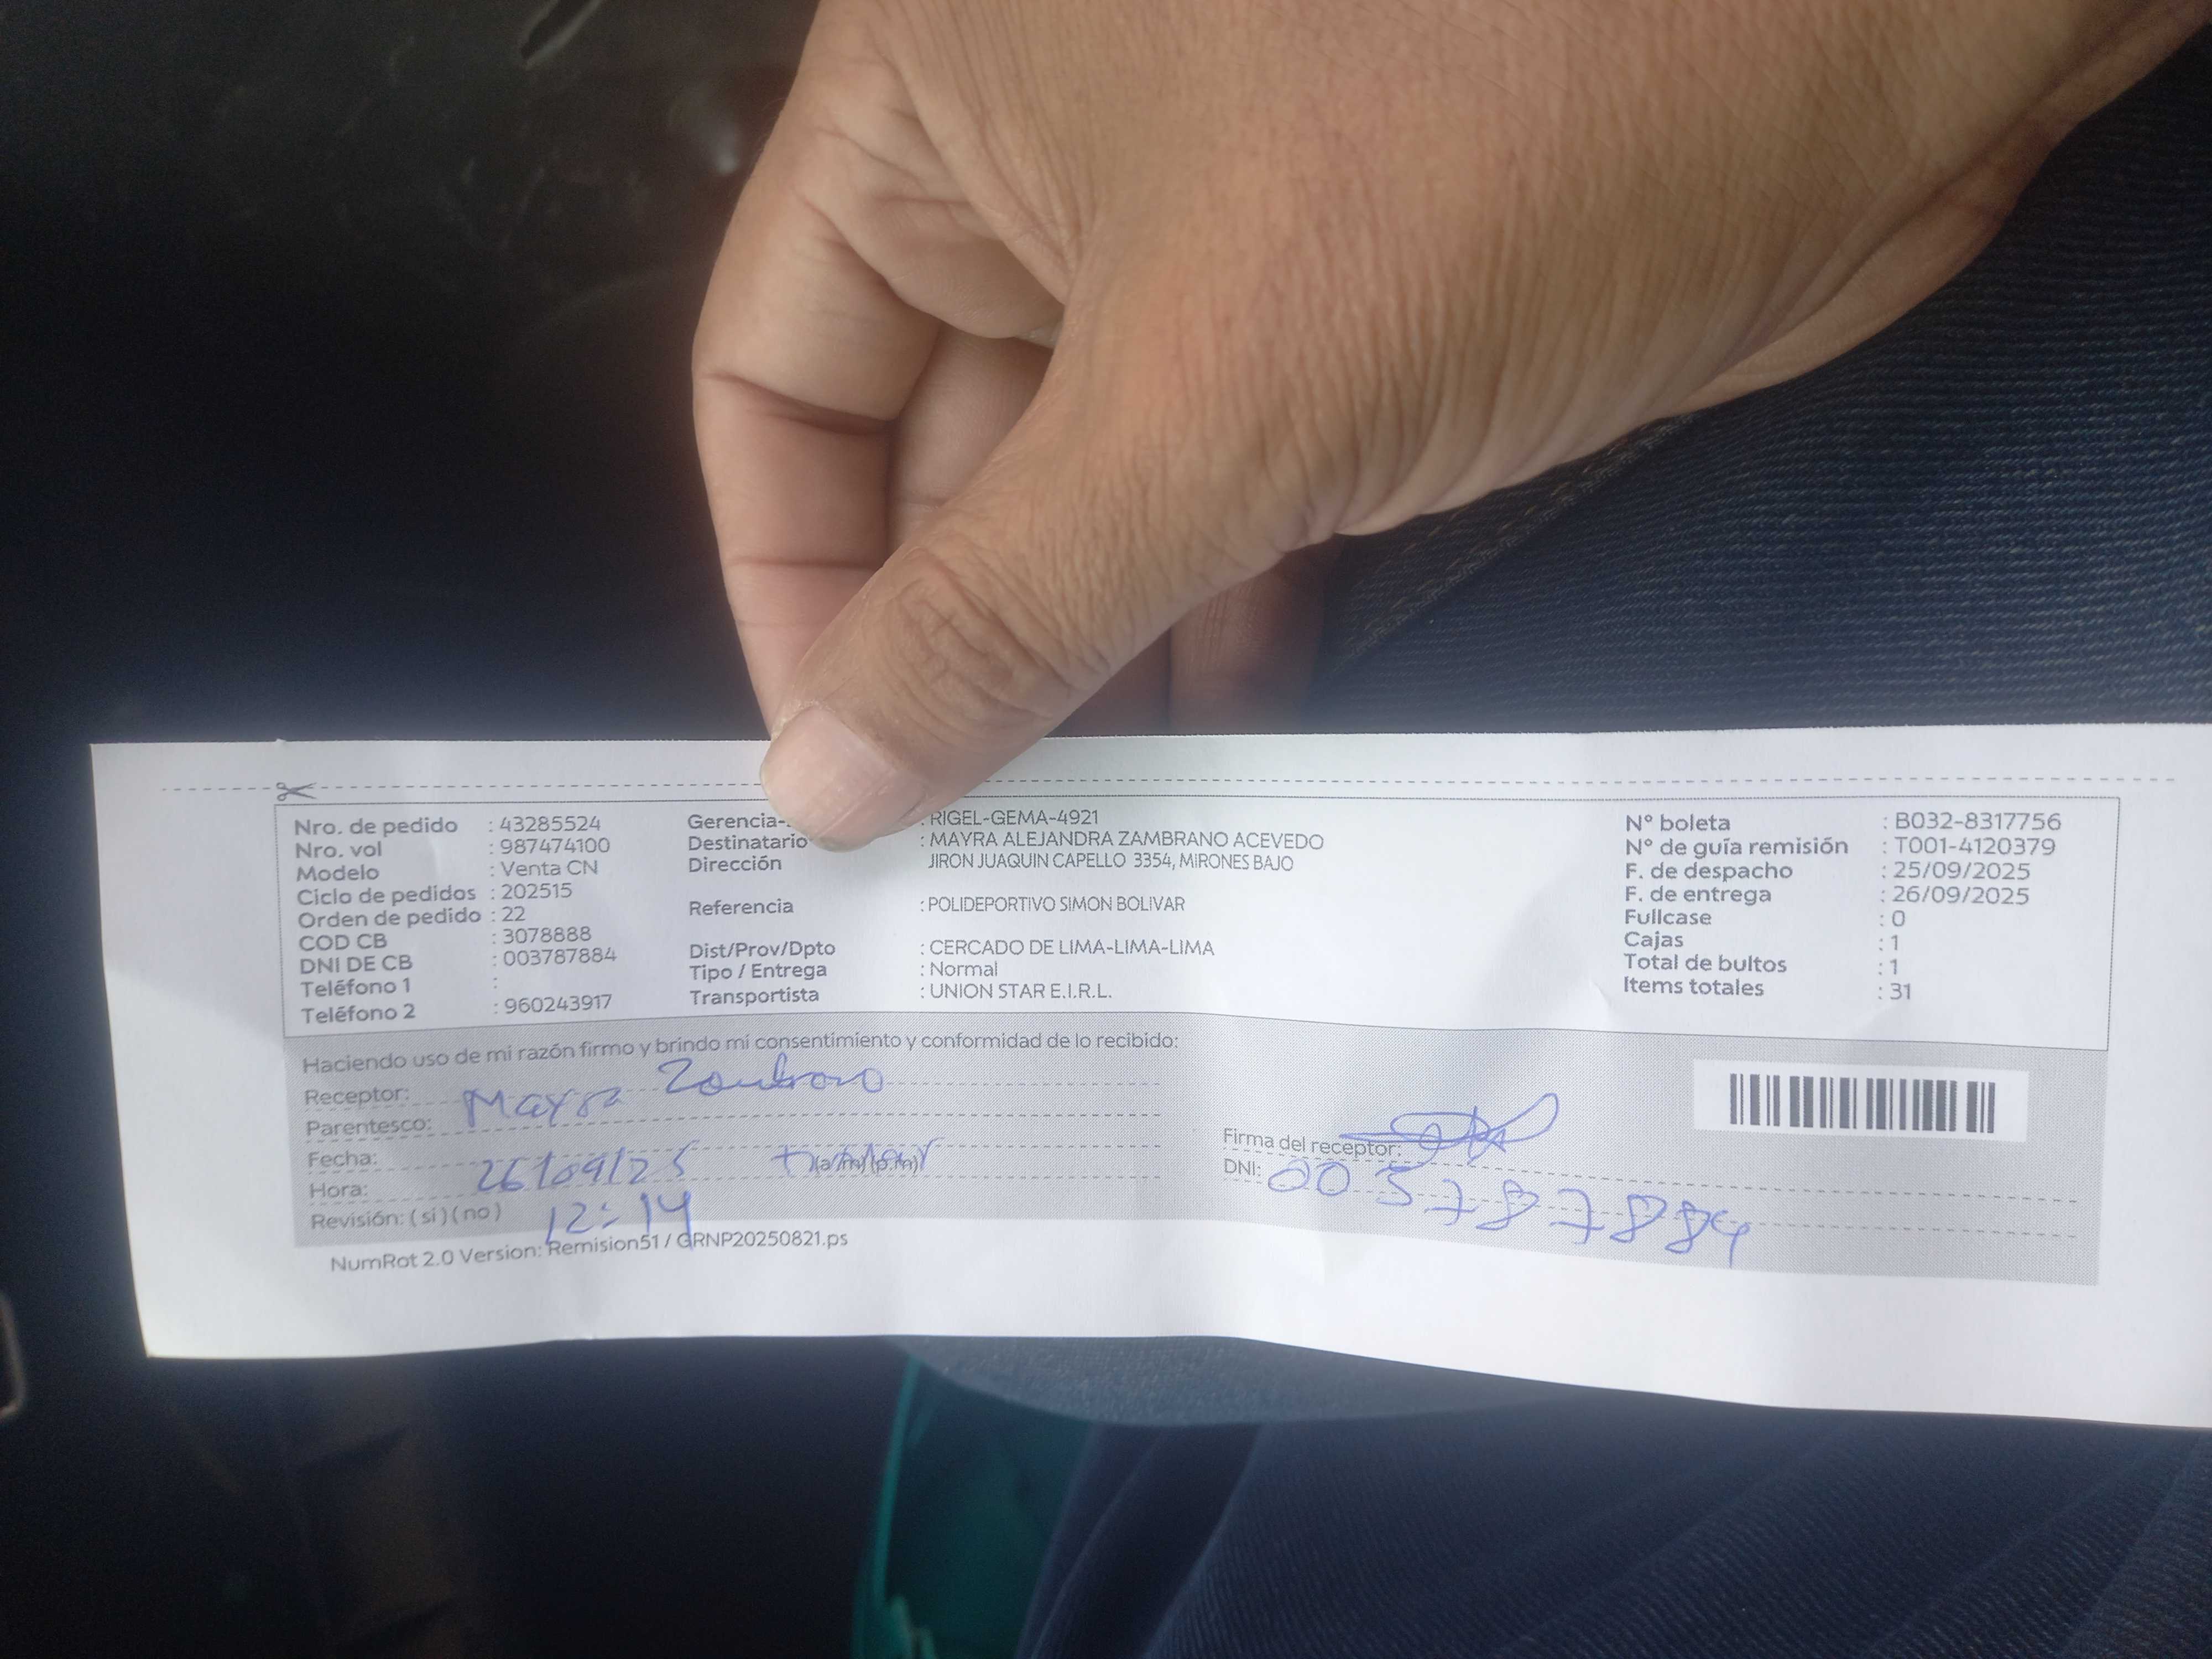 Nro. de pedido : 43285524
Nro. vol : 987474100
Modelo : Venta CN
Ciclo de pedidos : 202515
Orden de pedido : 22
COD CB : 3078888
DNI DE CB : 003787884
Teléfono 1 :
Teléfono 2 : 960243917
Gerencia- : RIGEL-GEMA-4921
Destinatario : MAYRA ALEJANDRA ZAMBRANO ACEVEDO
Dirección JIRON JUAQUIN CAPELLO 3354, MIRONES BAJO
Referencia : POLIDEPORTIVO SIMON BOLIVAR
Dist/Prov/Dpto : CERCADO DE LIMA-LIMA-LIMA
Tipo / Entrega : Normal
Transportista : UNION STAR E.I.R.L.
N° boleta : B032-8317756
N° de guía remisión : T001-4120379
F. de despacho : 25/09/2025
F. de entrega : 26/09/2025
Fullcase : 0
Cajas : 1
Total de bultos : 1
Items totales : 31
Haciendo uso de mi razón firmo y brindo mi consentimiento y conformidad de lo recibido:
Receptor: Mayra Zambrano
Parentesco:
Fecha: 26/09/25
Hora: 12:14 (a.m) (p.m)
Revisión: (si) (no)
Firma del receptor:
DNI: 003787884
NumRot 2.0 Version: Remision51 / GRNP20250821.ps